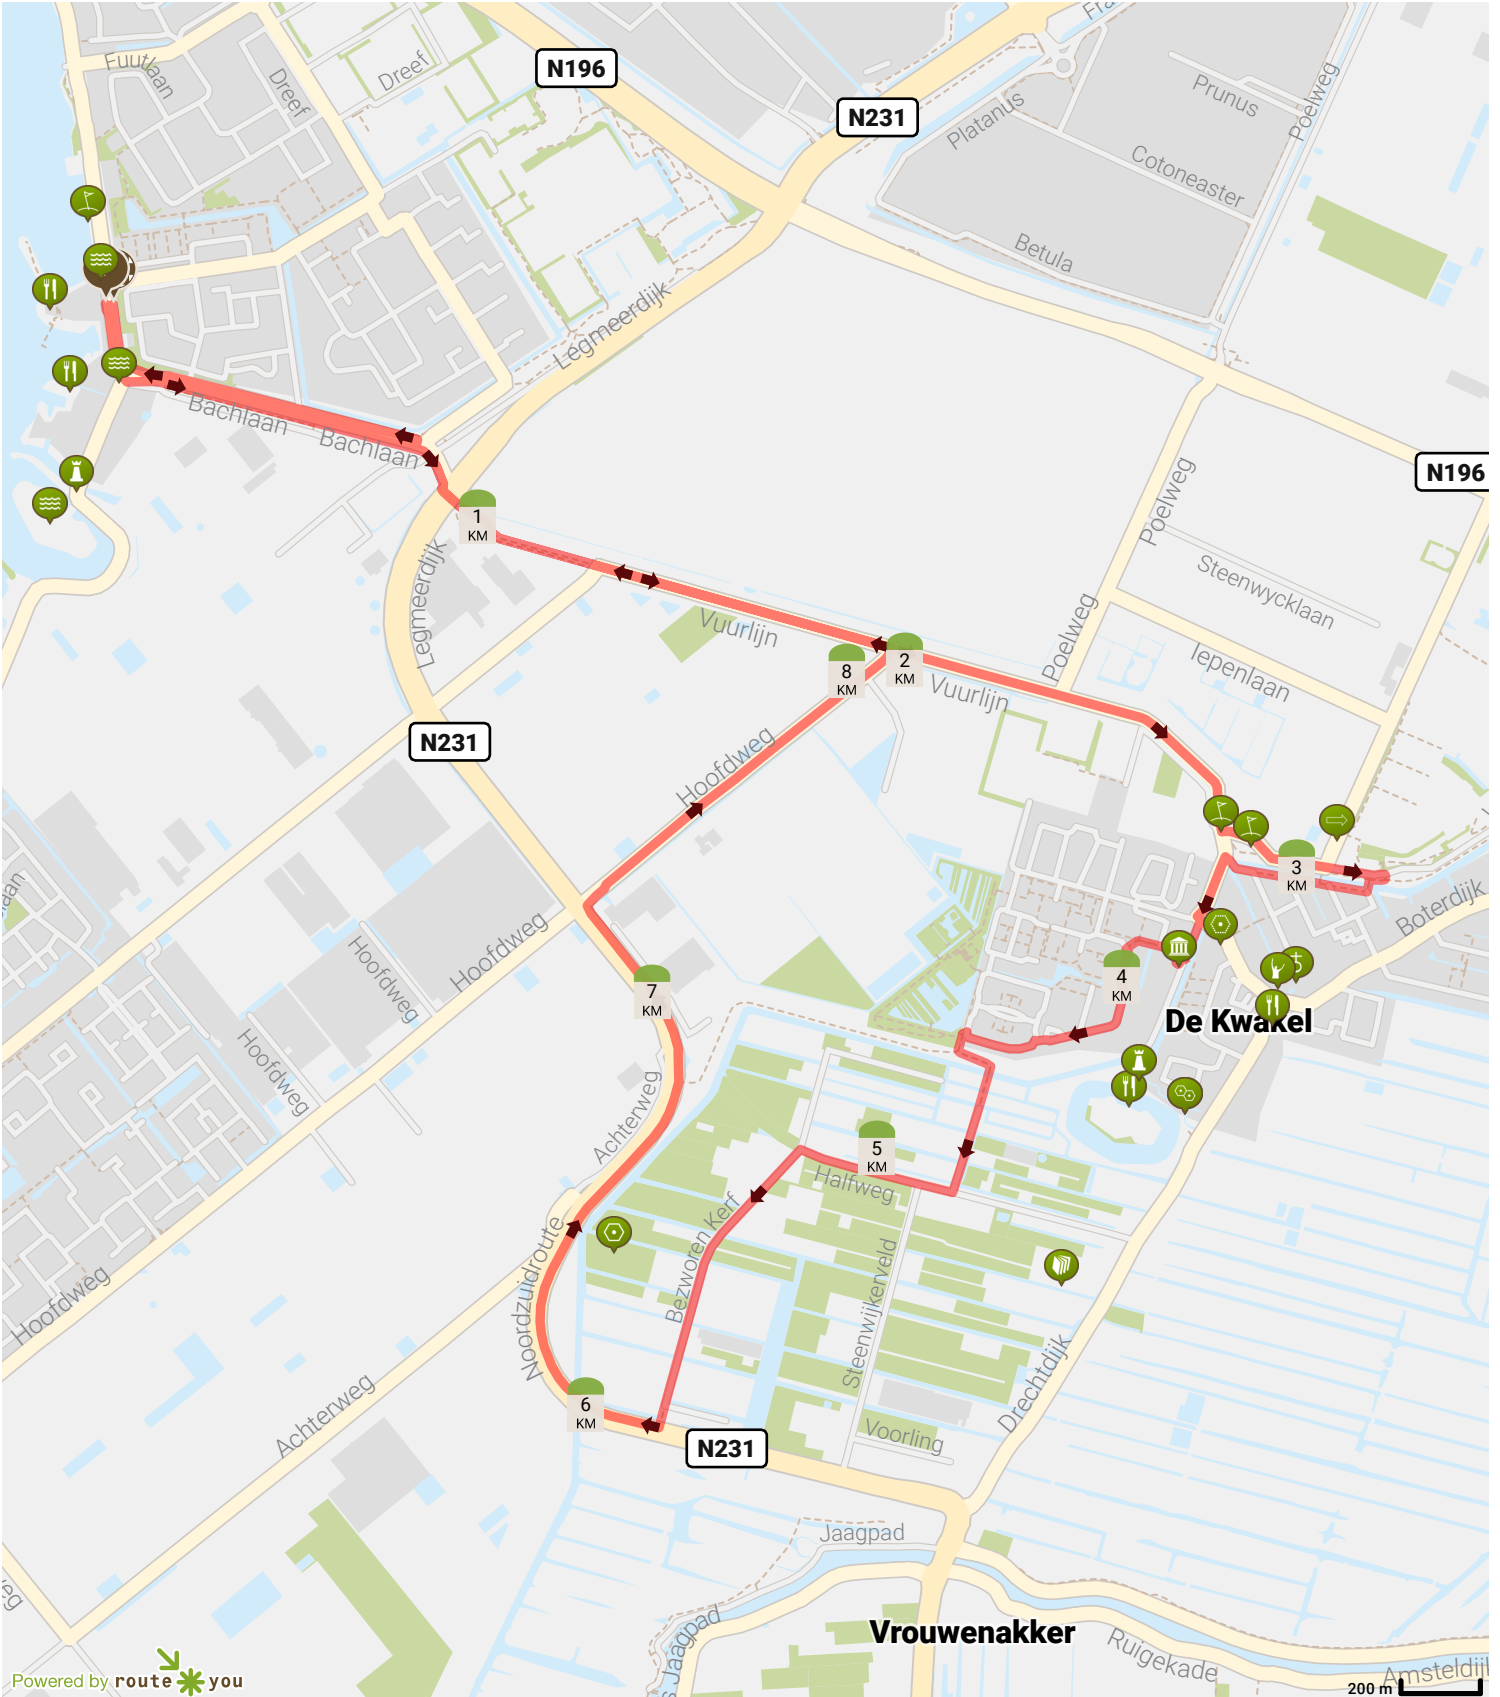 Fuutlaan
Dreef
Dreef
N196
N231
Platanus
Prunus
Poelweg
Cotoneaster
Betula
Legmeerdijk
Bachlaan
Bachlaan
N196
1
KM
Poelweg
Steenwycklaan
Legmeerdijk
Vuurlijn
Poelweg
Iepenlaan
8
KM
2
KM
Vuurlijn
N231
Hoofdweg
3
KM
Boterdijk
Hoofdweg
Hoofdweg
4
KM
7
KM
De Kwakel
Hoofdweg
Achterweg
5
KM
Halfweg
Bezworen Kerf
Noordzuidroute
Steenwijkerveld
Hoofdweg
Drechtdijk
Achterweg
6
KM
N231
Voorling
Jaagpad
Jaagpad
Vrouwenakker
Ruigekade
Amsteldijk
Powered by routeyou
200 m